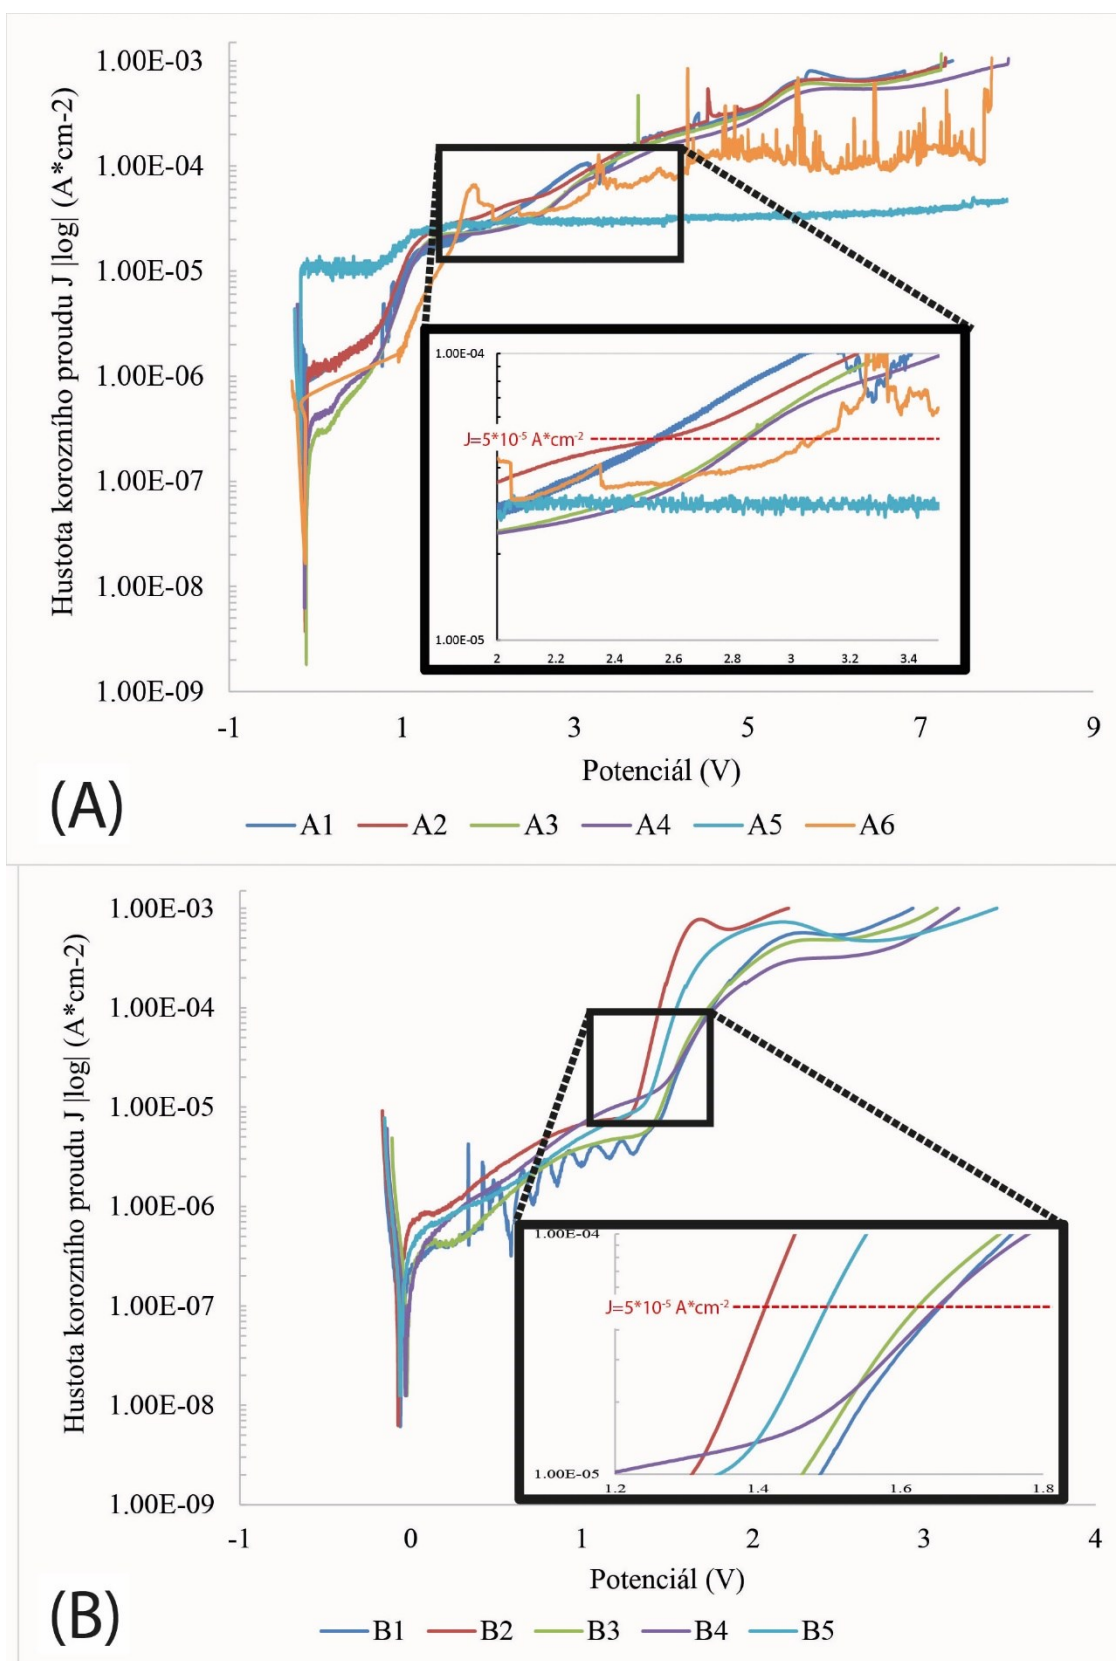 1.00E-03
1.00E-04
1.00E-05
1.00E-06
1.00E-07
1.00E-08
1.00E-09
Hustota korozního proudu J |log| (A*cm-2)
1.00E-04
J=5*10-5 A*cm-2
1.00E-05
2 2.2 2.4 2.6 2.8 3 3.2 3.4
-1 1 3 5 7 9
Potenciál (V)
(A)
A1 A2 A3 A4 A5 A6
1.00E-03
1.00E-04
1.00E-05
1.00E-06
1.00E-07
1.00E-08
1.00E-09
Hustota korozního proudu J |log| (A*cm-2)
1.00E-04
J=5*10-5 A*cm-2
1.00E-05
1.2 1.4 1.6 1.8
-1 0 1 2 3 4
Potenciál (V)
(B)
B1 B2 B3 B4 B5